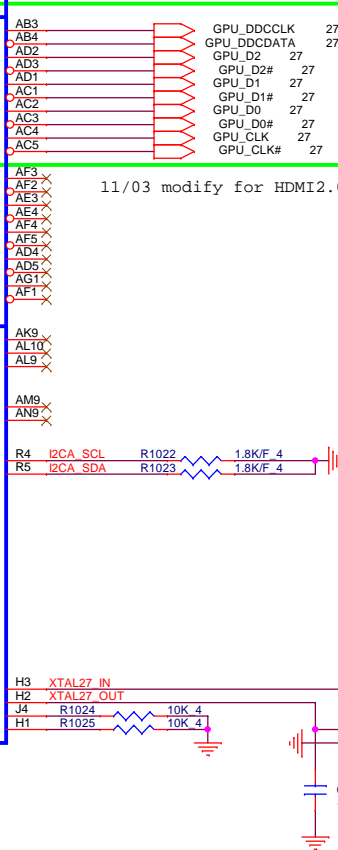 AB3 GPU_DDCCLK 27
AB4 GPU_DDCDATA 27
AD2 GPU_D2 27
AD3 GPU_D2# 27
AD1 GPU_D1 27
AC1 GPU_D1# 27
AC2 GPU_D0 27
AC3 GPU_D0# 27
AC4 GPU_CLK 27
AC5 GPU_CLK# 27
AF3
11/03 modify for HDMI2.
AF2
AE3
AE4
AF4
AF5
AD4
AD5
AG1
AF1
AK9
AL10
AL9
AM9
AN9
R4 I2CA_SCL R1022 1.8K/F_4
R5 I2CA_SDA R1023 1.8K/F_4
H3 XTAL27_IN
H2 XTAL27_OUT
J4 R1024 10K_4
H1 R1025 10K_4